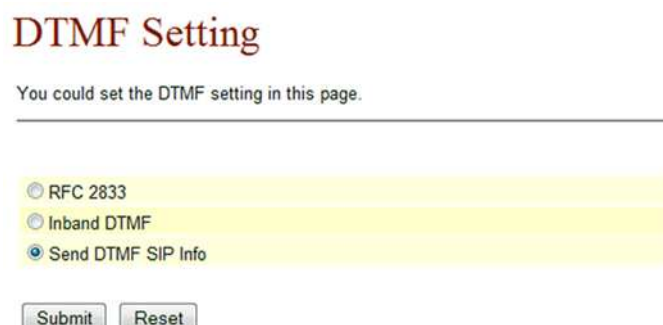 DTMF Setting
You could set the DTMF setting in this page.
RFC 2833
Inband DTMF
Send DTMF SIP Info
Submit Reset